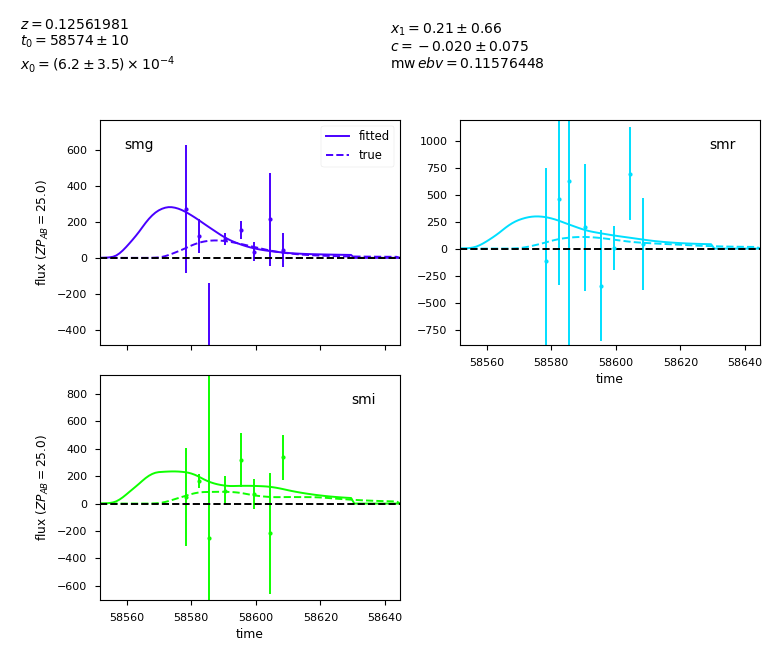 z = 0.12561981
t₀ = 58574 ± 10
x₀ = (6.2 ± 3.5) × 10⁻⁴
x₁ = 0.21 ± 0.66
c = −0.020 ± 0.075
mw ebv = 0.11576448
smg
fitted
true
600
400
200
0
−200
−400
flux (ZP_AB = 25.0)
smr
1000
750
500
250
0
−250
−500
−750
58560 58580 58600 58620 58640
time
smi
800
600
400
200
0
−200
−400
−600
flux (ZP_AB = 25.0)
58560 58580 58600 58620 58640
time